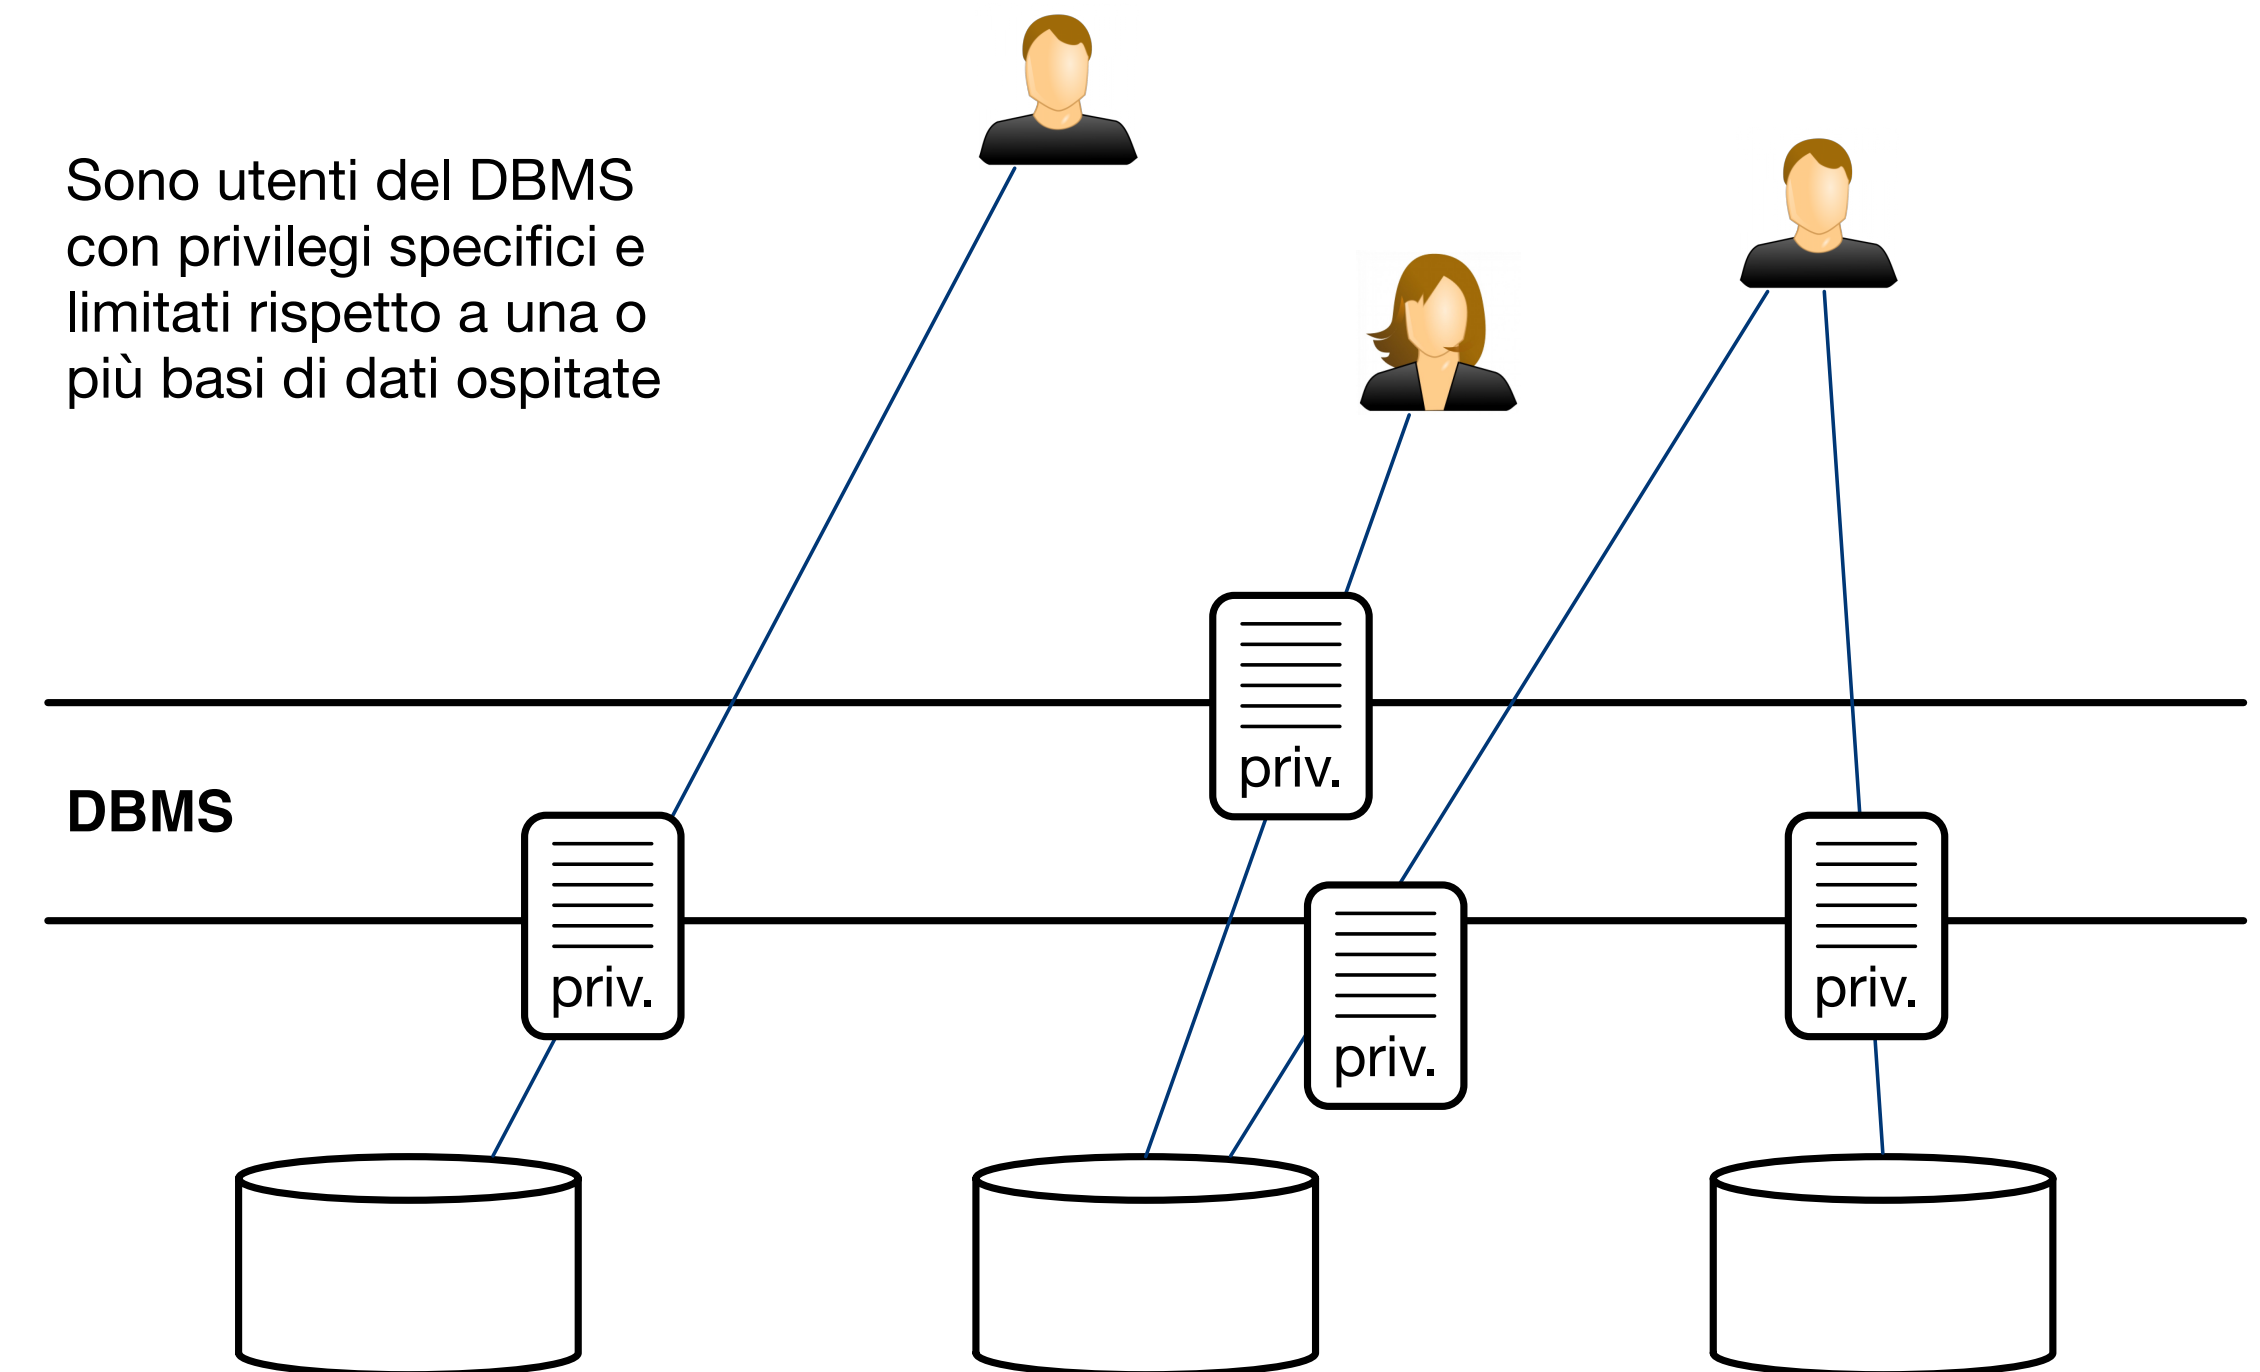 Sono utenti del DBMS
con privilegi specifici e
limitati rispetto a una o
più basi di dati ospitate
priv.
DBMS
priv.
priv.
priv.